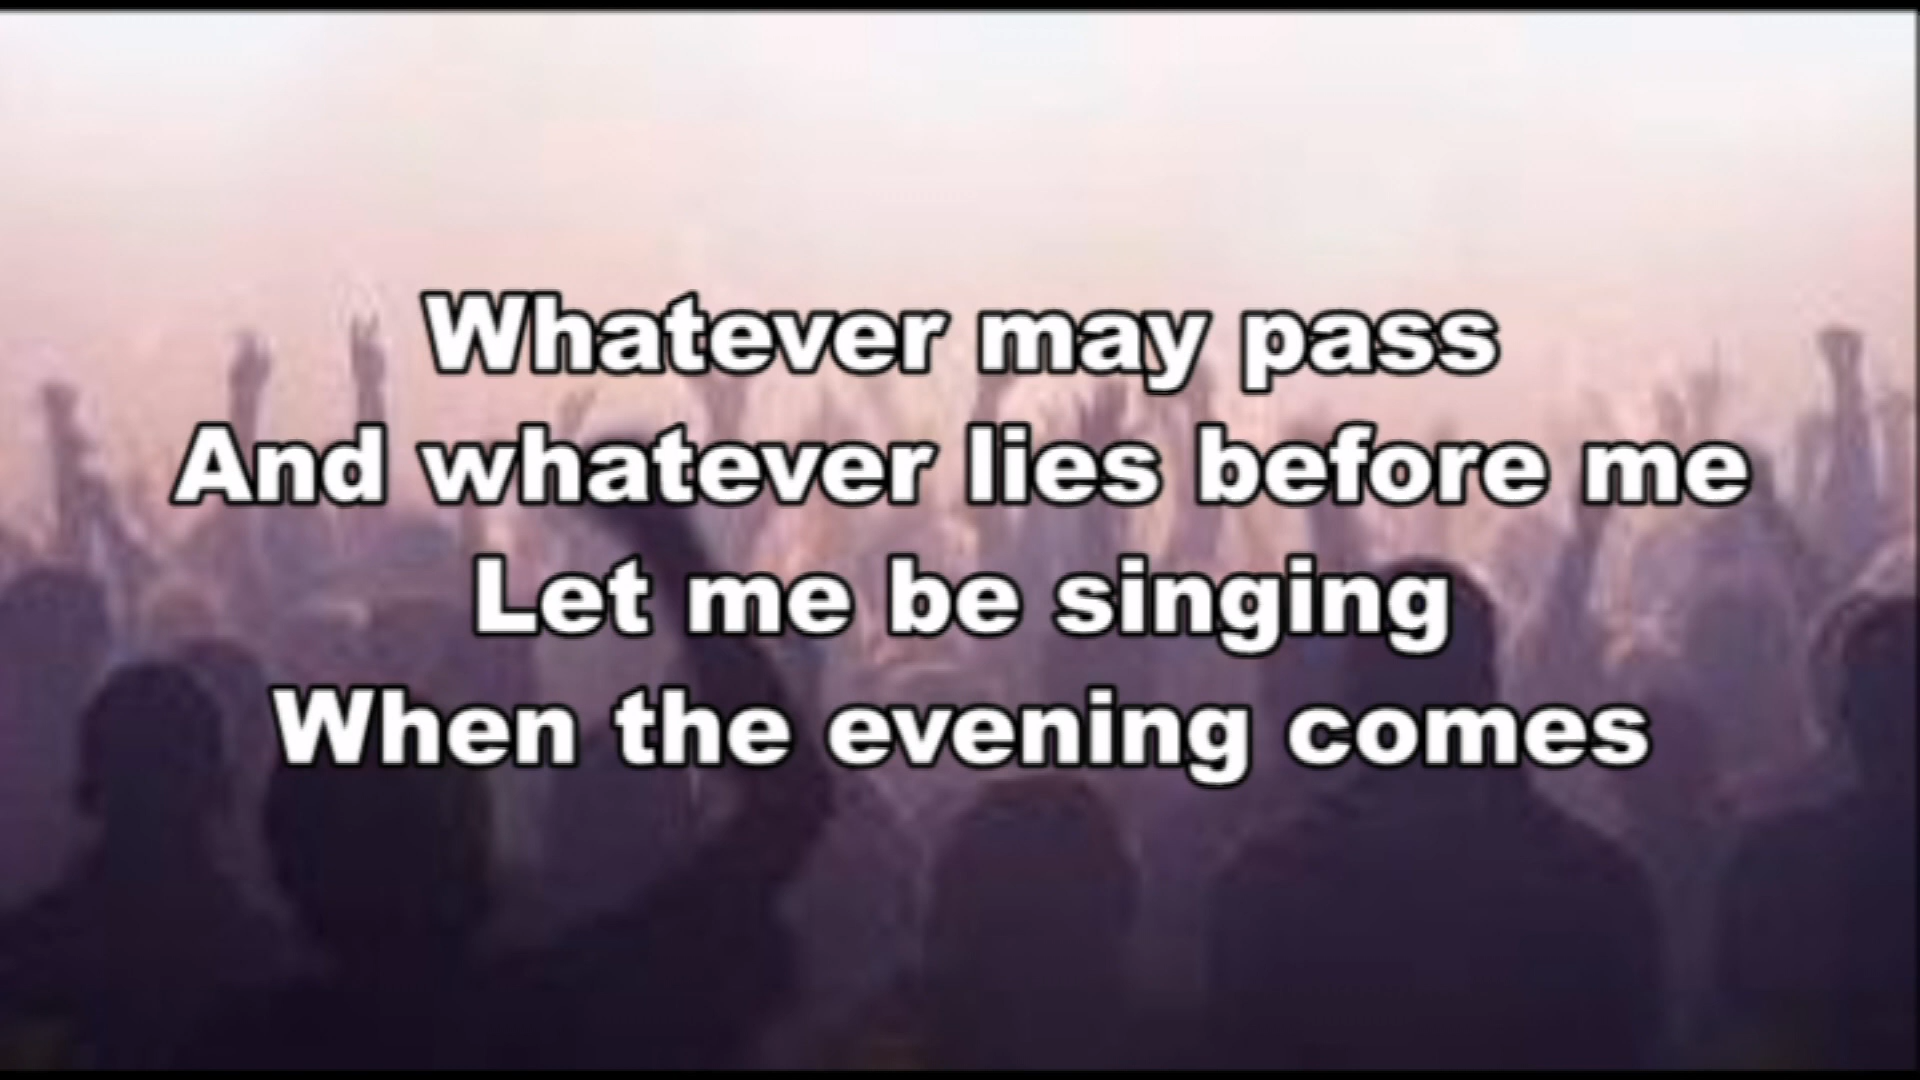 Whatever may pass
And whatever lies before me
Let me be singing
When the evening comes